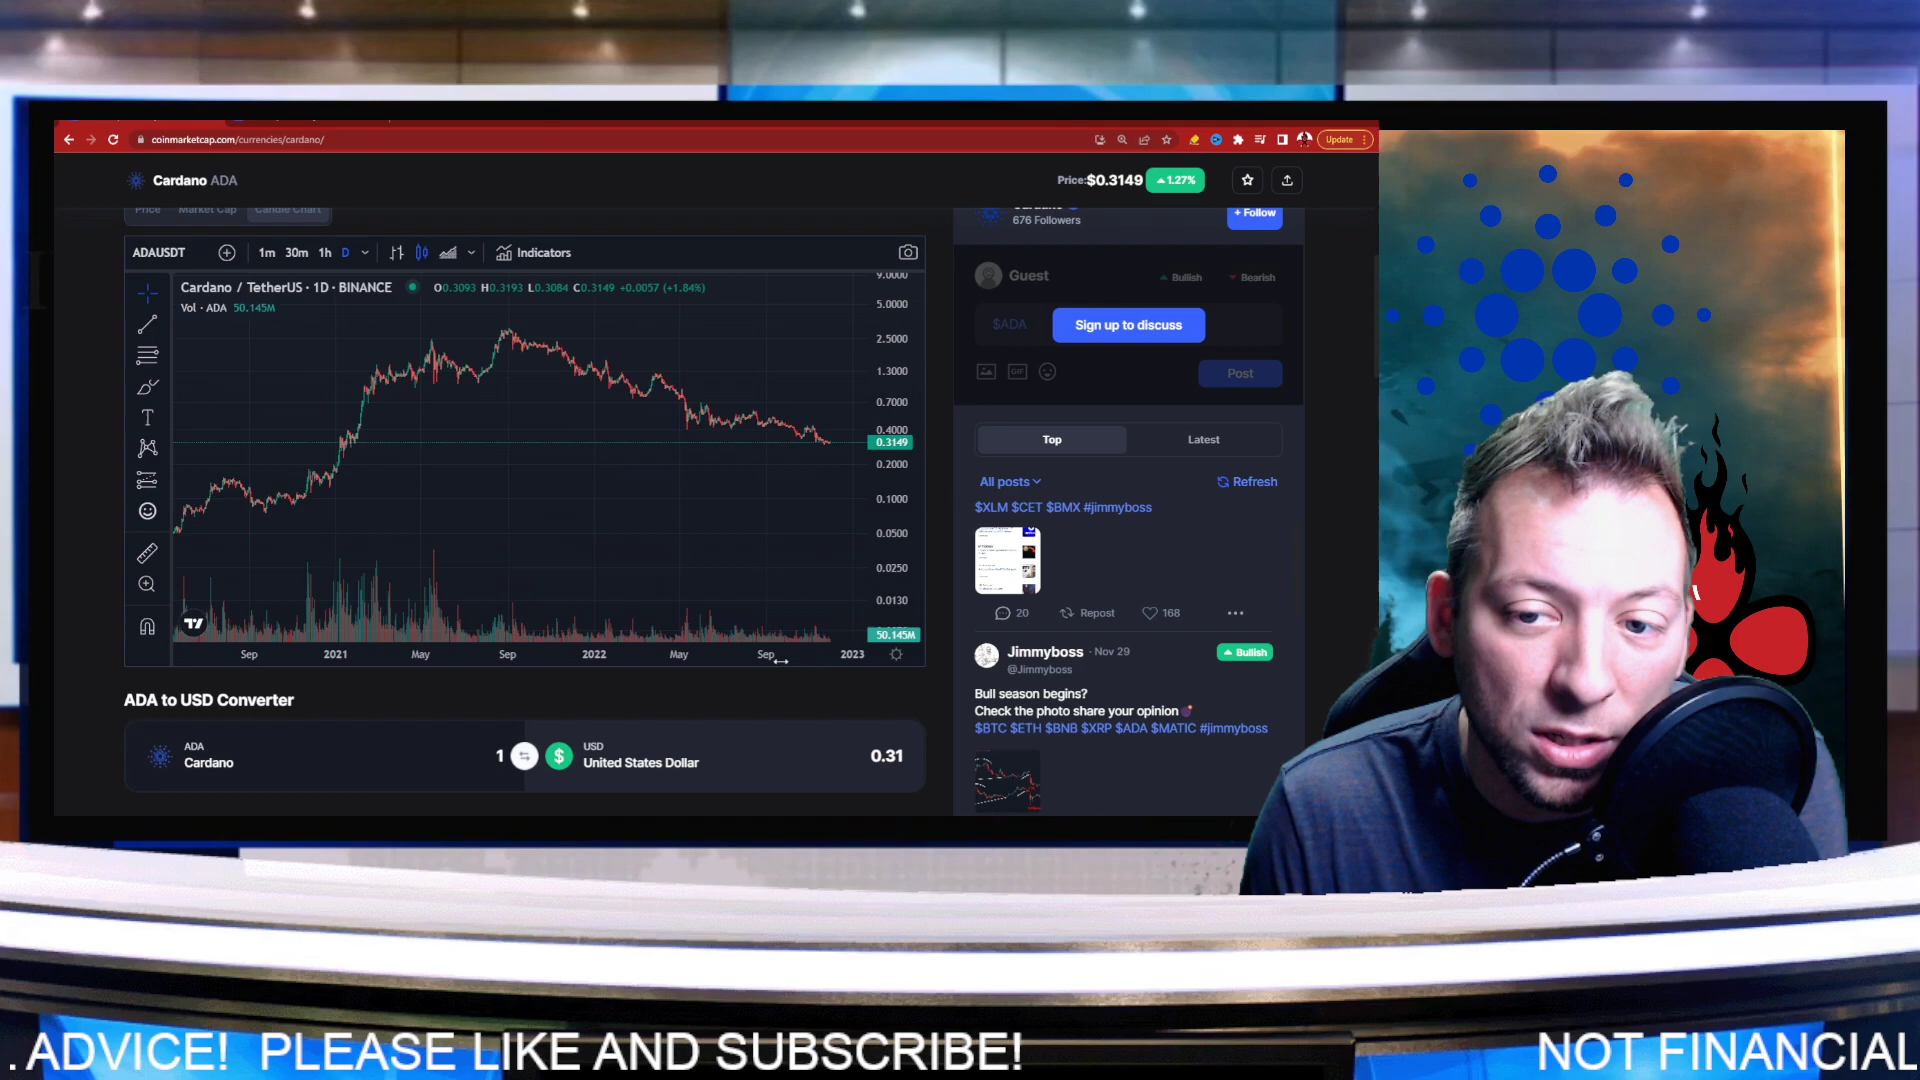 coinmarketcap.com/currencies/cardano/
Update
Cardano ADA
Price:$0.3149 1.27%
Price Market Cap Candle Chart
676 Followers
+ Follow
ADAUSDT
1m 30m 1h D
Indicators
Cardano / TetherUS · 1D · BINANCE
O0.3093 H0.3193 L0.3084 C0.3149 +0.0057 (+1.84%)
Vol · ADA 50.145M
9.0000
5.0000
2.5000
1.3000
0.7000
0.4000
0.3149
0.2000
0.1000
0.0500
0.0250
0.0130
50.145M
Sep 2021 May Sep 2022 May Sep 2023
Guest
Bullish Bearish
$ADA
Sign up to discuss
GIF
Post
Top Latest
All posts Refresh
$XLM $CET $BMX #jimmyboss
20 Repost 168
Jimmyboss · Nov 29
Bullish
@Jimmyboss
Bull season begins?
Check the photo share your opinion
$BTC $ETH $BNB $XRP $ADA $MATIC #jimmyboss
ADA to USD Converter
ADA
Cardano
1
$
USD
United States Dollar
0.31
. ADVICE! PLEASE LIKE AND SUBSCRIBE!
NOT FINANCIAL